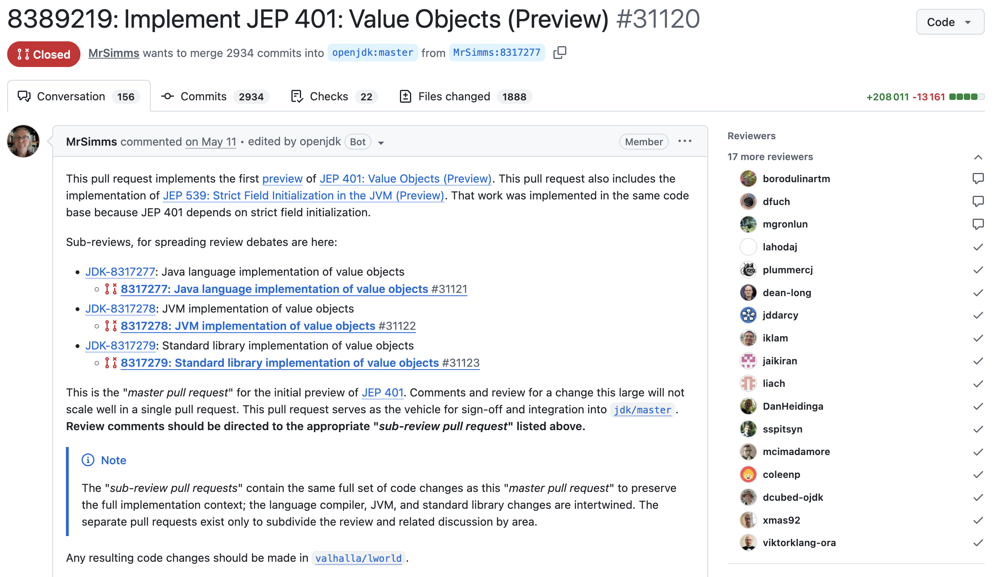 8389219: Implement JEP 401: Value Objects (Preview) #31120
Code
Closed
MrSimms wants to merge 2934 commits into openjdk:master from MrSimms:8317277
Conversation 156
Commits 2934
Checks 22
Files changed 1888
+208 011 -13 161
MrSimms commented on May 11 • edited by openjdk Bot
Member
This pull request implements the first preview of JEP 401: Value Objects (Preview). This pull request also includes the
implementation of JEP 539: Strict Field Initialization in the JVM (Preview). That work was implemented in the same code
base because JEP 401 depends on strict field initialization.
Sub-reviews, for spreading review debates are here:
• JDK-8317277: Java language implementation of value objects
○ 8317277: Java language implementation of value objects #31121
• JDK-8317278: JVM implementation of value objects
○ 8317278: JVM implementation of value objects #31122
• JDK-8317279: Standard library implementation of value objects
○ 8317279: Standard library implementation of value objects #31123
This is the "master pull request" for the initial preview of JEP 401. Comments and review for a change this large will not
scale well in a single pull request. This pull request serves as the vehicle for sign-off and integration into jdk/master.
Review comments should be directed to the appropriate "sub-review pull request" listed above.
Note
The "sub-review pull requests" contain the same full set of code changes as this "master pull request" to preserve
the full implementation context; the language compiler, JVM, and standard library changes are intertwined. The
separate pull requests exist only to subdivide the review and related discussion by area.
Any resulting code changes should be made in valhalla/lworld.
Reviewers
17 more reviewers
borodulinartm
dfuch
mgronlun
lahodaj
plummercj
dean-long
jddarcy
iklam
jaikiran
liach
DanHeidinga
sspitsyn
mcimadamore
coleenp
dcubed-ojdk
xmas92
viktorklang-ora